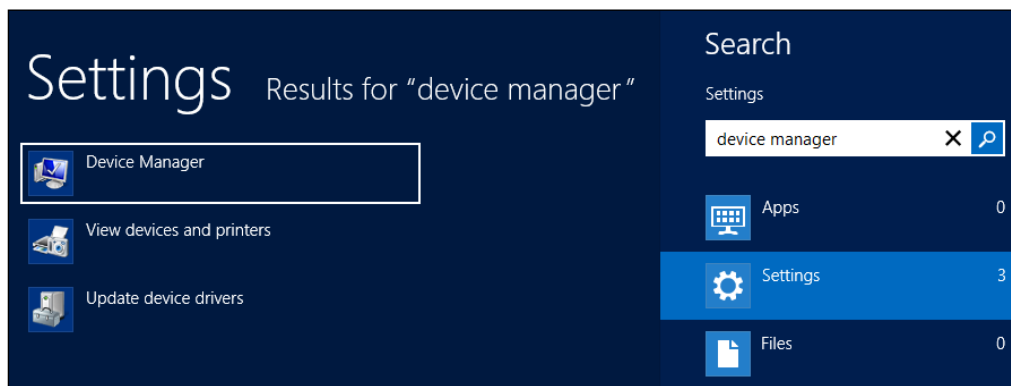 Settings Results for “device manager”
Device Manager
View devices and printers
Update device drivers
Search
Settings
device manager
Apps 0
Settings 3
Files 0